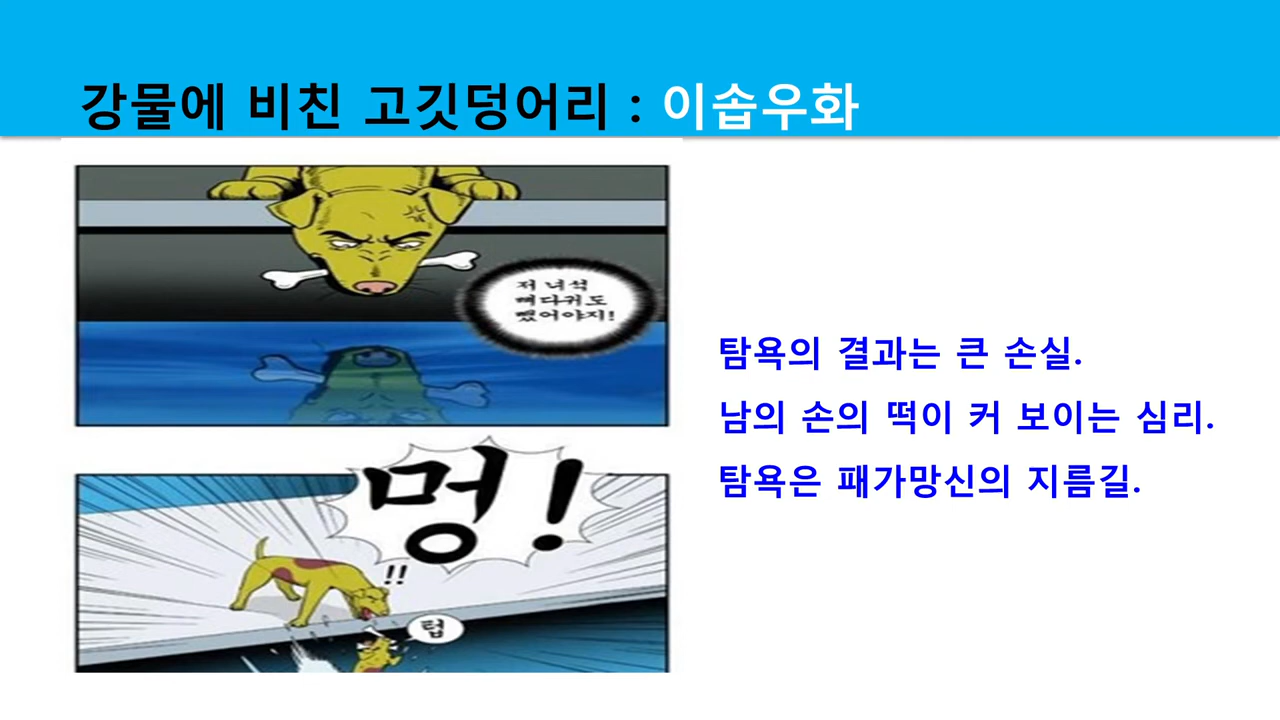 강물에 비친 고깃덩어리 : 이솝우화
저 녀석
뼈다귀도
뺐어야지!
멍!
!!
텁
탐욕의 결과는 큰 손실.
남의 손의 떡이 커 보이는 심리.
탐욕은 패가망신의 지름길.